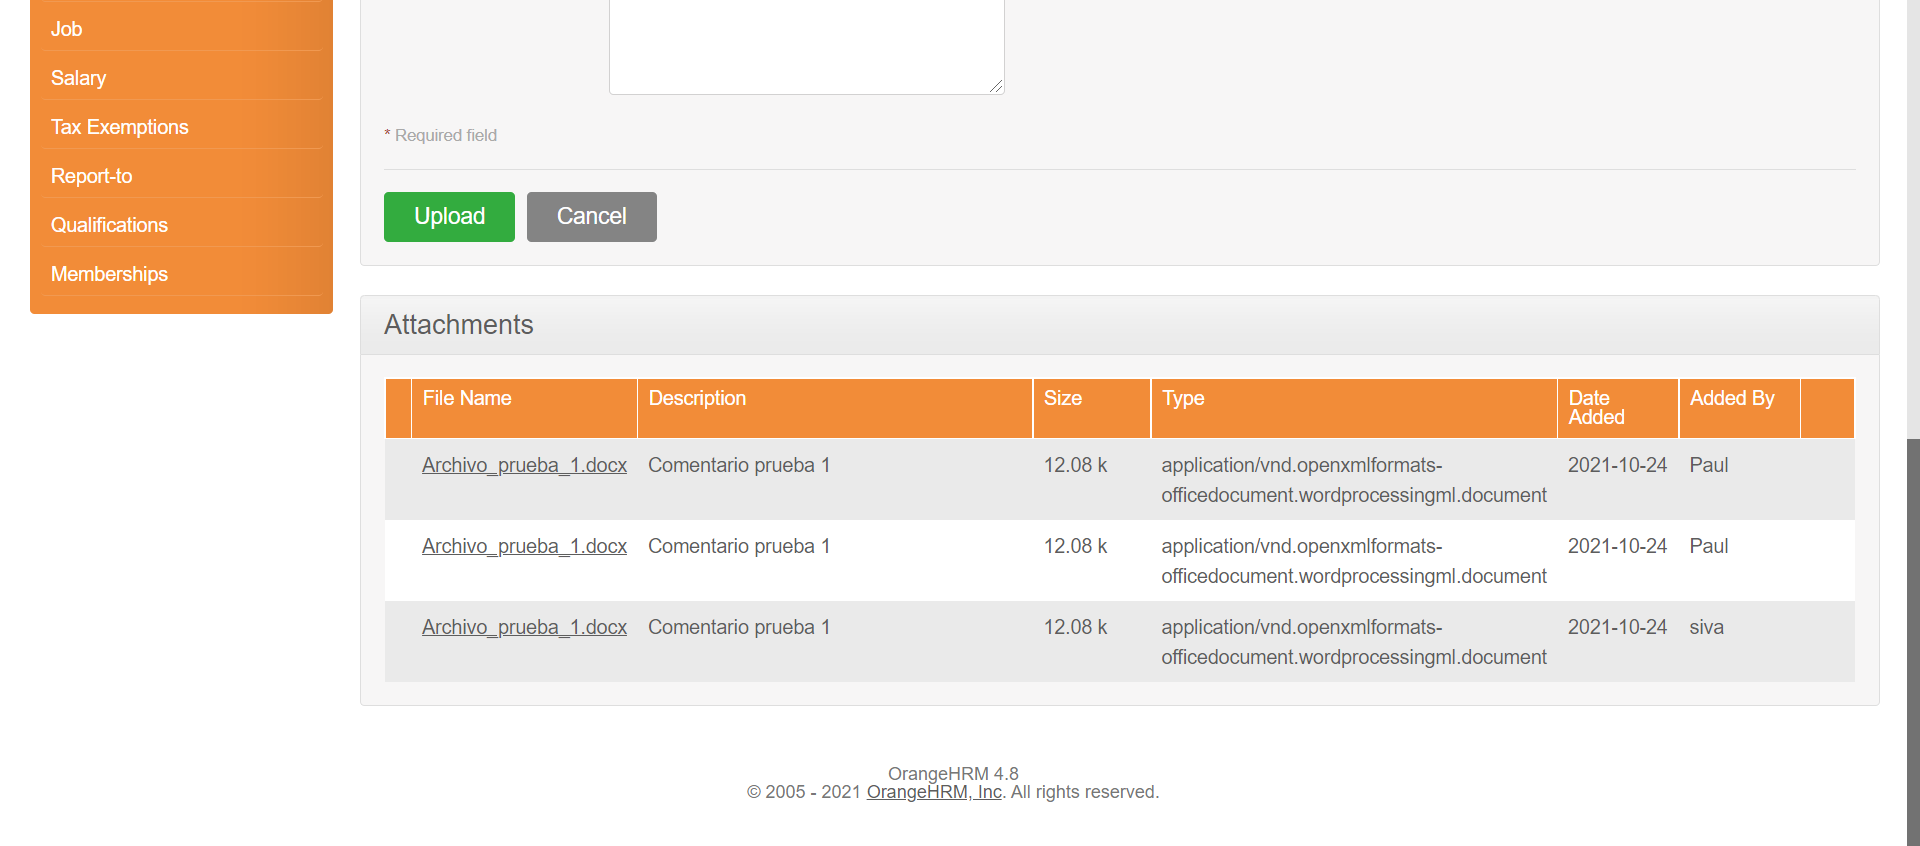 Job
Salary
Tax Exemptions
Report-to
Qualifications
Memberships
* Required field
Upload Cancel
Attachments
File Name Description Size Type Date Added Added By
Archivo_prueba_1.docx Comentario prueba 1 12.08 k application/vnd.openxmlformats-
officedocument.wordprocessingml.document 2021-10-24 Paul
Archivo_prueba_1.docx Comentario prueba 1 12.08 k application/vnd.openxmlformats-
officedocument.wordprocessingml.document 2021-10-24 Paul
Archivo_prueba_1.docx Comentario prueba 1 12.08 k application/vnd.openxmlformats-
officedocument.wordprocessingml.document 2021-10-24 siva
OrangeHRM 4.8
© 2005 - 2021 OrangeHRM, Inc. All rights reserved.